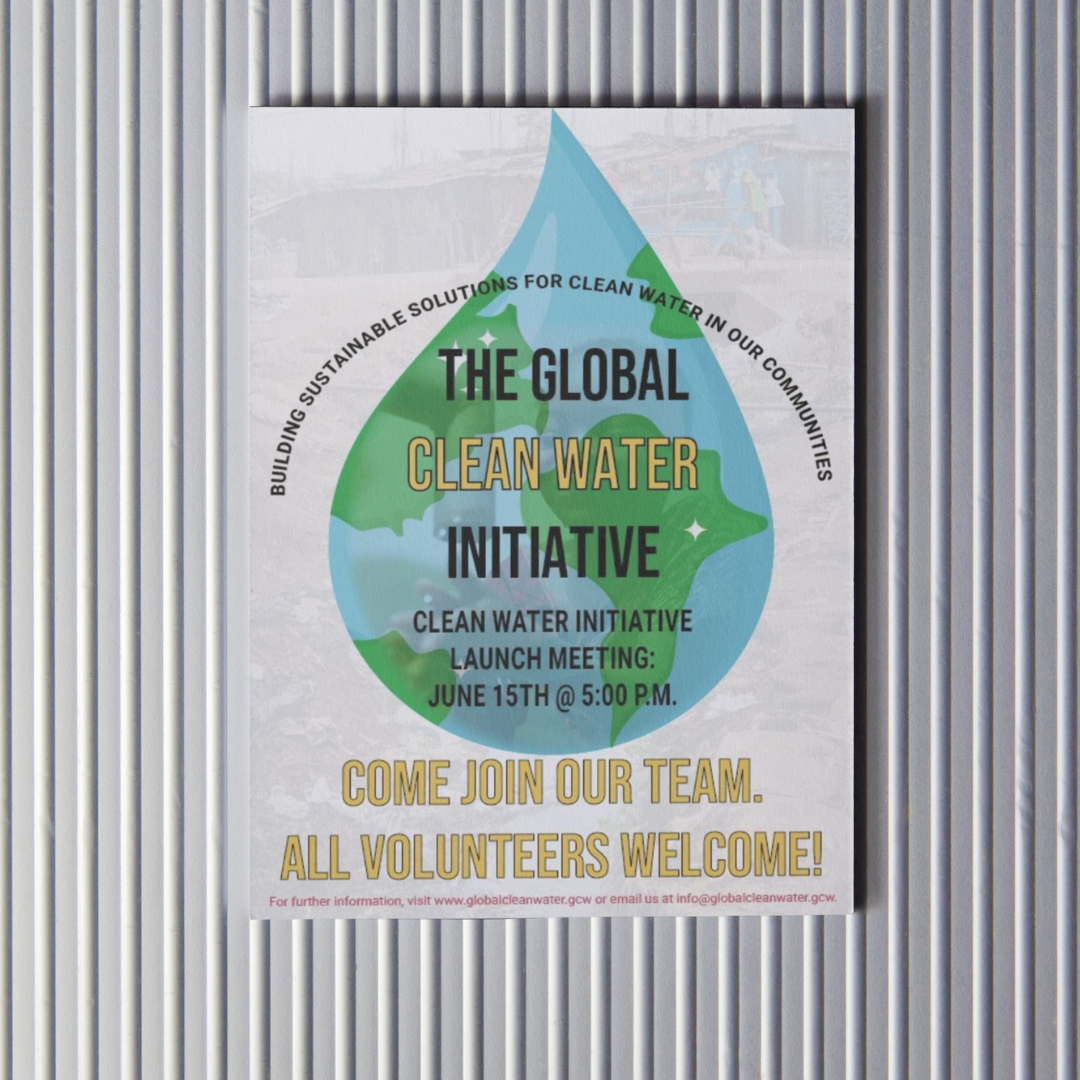 BUILDING SUSTAINABLE SOLUTIONS FOR CLEAN WATER IN OUR COMMUNITIES
THE GLOBAL
CLEAN WATER
INITIATIVE
CLEAN WATER INITIATIVE
LAUNCH MEETING:
JUNE 15TH @ 5:00 P.M.
COME JOIN OUR TEAM.
ALL VOLUNTEERS WELCOME!
For further information, visit www.globalcleanwater.gcw or email us at info@globalcleanwater.gcw.